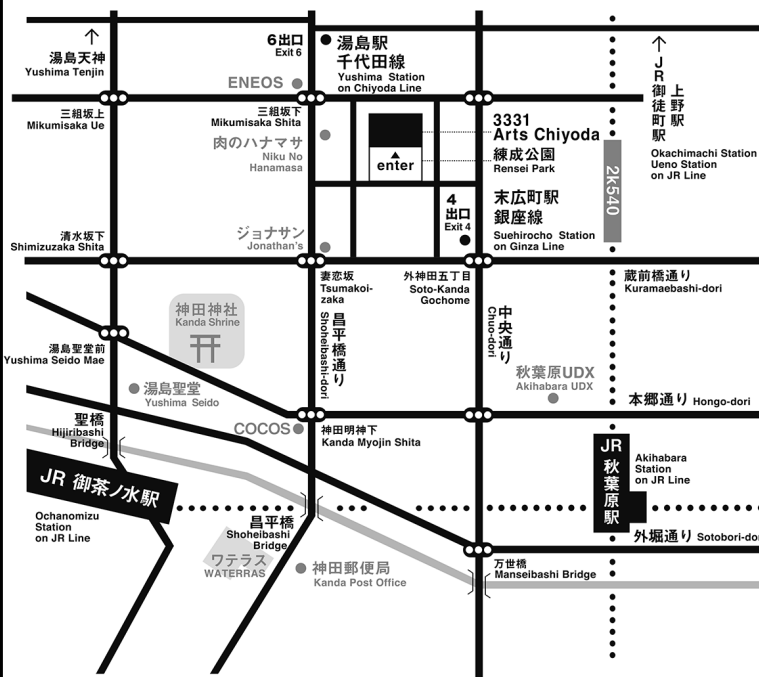 ↑
湯島天神
Yushima Tenjin
6出口
Exit 6
湯島駅
千代田線
Yushima Station
on Chiyoda Line
ENEOS
↑
JR御徒町駅
上野駅
Okachimachi Station
Ueno Station
on JR Line
三組坂上
Mikumisaka Ue
三組坂下
Mikumisaka Shita
肉のハナマサ
Niku No
Hanamasa
enter
3331
Arts Chiyoda
練成公園
Rensei Park
2k540
4
出口
Exit 4
末広町駅
銀座線
Suehirocho Station
on Ginza Line
清水坂下
Shimizuzaka Shita
ジョナサン
Jonathan's
妻恋坂
Tsumakoi-
zaka
外神田五丁目
Soto-Kanda
Gochome
蔵前橋通り
Kuramaebashi-dori
神田神社
Kanda Shrine
昌平橋通り
Shoheibashi-dori
中央通り
Chuo-dori
湯島聖堂前
Yushima Seido Mae
湯島聖堂
Yushima Seido
秋葉原UDX
Akihabara UDX
本郷通り Hongo-dori
聖橋
Hijiribashi
Bridge
COCOS
神田明神下
Kanda Myojin Shita
JR 御茶ノ水駅
Ochanomizu
Station
on JR Line
JR
秋葉原駅
Akihabara
Station
on JR Line
昌平橋
Shoheibashi
Bridge
外堀通り Sotobori-do
ワテラス
WATERRAS
神田郵便局
Kanda Post Office
万世橋
Manseibashi Bridge